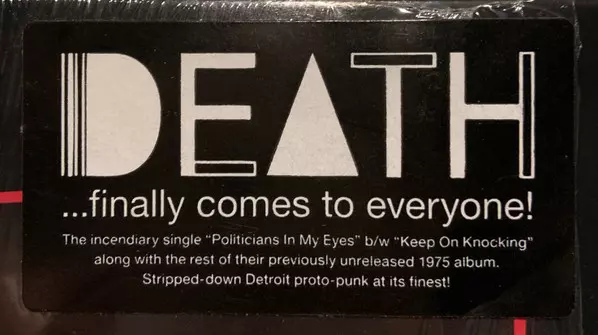 DEATH
...finally comes to everyone!
The incendiary single “Politicians In My Eyes” b/w “Keep On Knocking”
along with the rest of their previously unreleased 1975 album.
Stripped-down Detroit proto-punk at its finest!